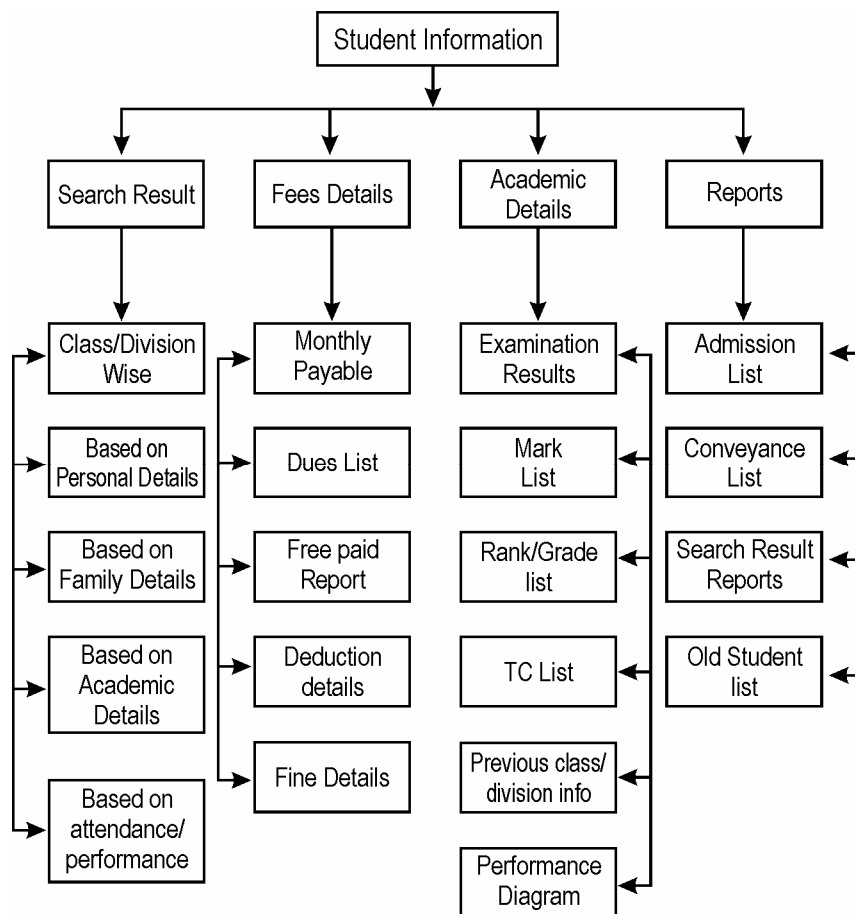 Student Information
Search Result
Fees Details
Academic
Details
Reports
Class/Division
Wise
Monthly
Payable
Examination
Results
Admission
List
Based on
Personal Details
Dues List
Mark
List
Conveyance
List
Based on
Family Details
Free paid
Report
Rank/Grade
list
Search Result
Reports
Based on
Academic
Details
Deduction
details
TC List
Old Student
list
Based on
attendance/
performance
Fine Details
Previous class/
division info
Performance
Diagram